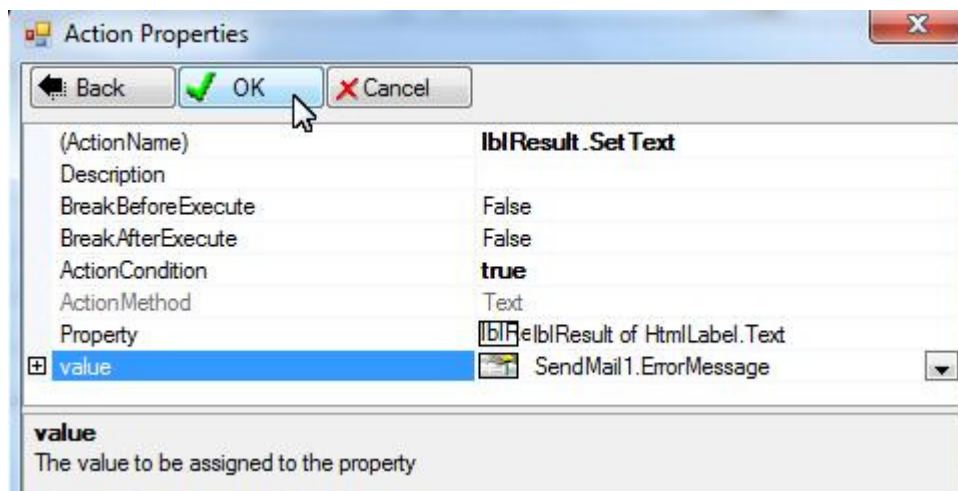 Action Properties
Back OK Cancel
(ActionName) lblResult.SetText
Description
BreakBeforeExecute False
BreakAfterExecute False
ActionCondition true
ActionMethod Text
Property lblRe lblResult of HtmlLabel.Text
value SendMail1.ErrorMessage
value
The value to be assigned to the property